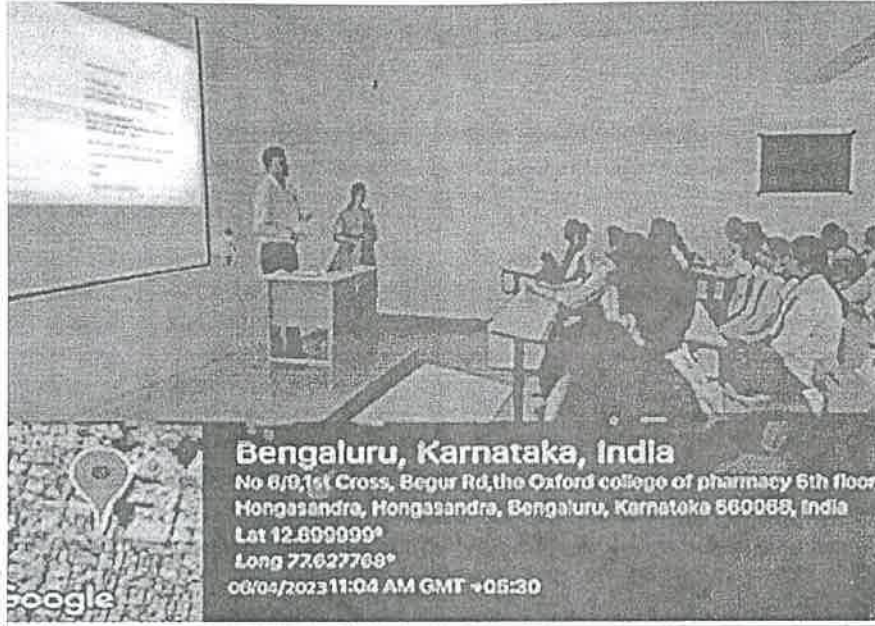 Bengaluru, Karnataka, India
No 6/9,1st Cross, Begur Rd,the Oxford college of pharmacy 6th floor
Hongasandra, Hongasandra, Bengaluru, Karnataka 560068, India
Lat 12.899999°
Long 77.627768°
06/04/2023 11:04 AM GMT +05:30
Google